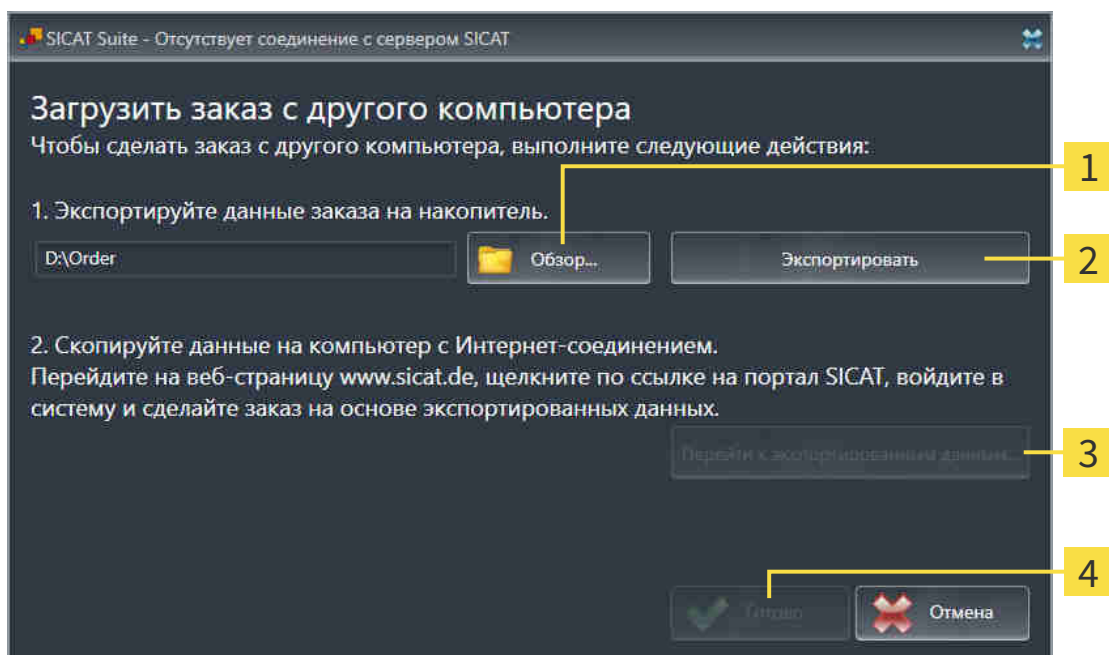 SICAT Suite - Отсутствует соединение с сервером SICAT
Загрузить заказ с другого компьютера
Чтобы сделать заказ с другого компьютера, выполните следующие действия:
1
1. Экспортируйте данные заказа на накопитель.
D:\Order
Обзор...
Экспортировать
2
2. Скопируйте данные на компьютер с Интернет-соединением.
Перейдите на веб-страницу www.sicat.de, щелкните по ссылке на портал SICAT, войдите в
систему и сделайте заказ на основе экспортированных данных.
Перейти к экспортированным данным...
3
4
Готово
Отмена